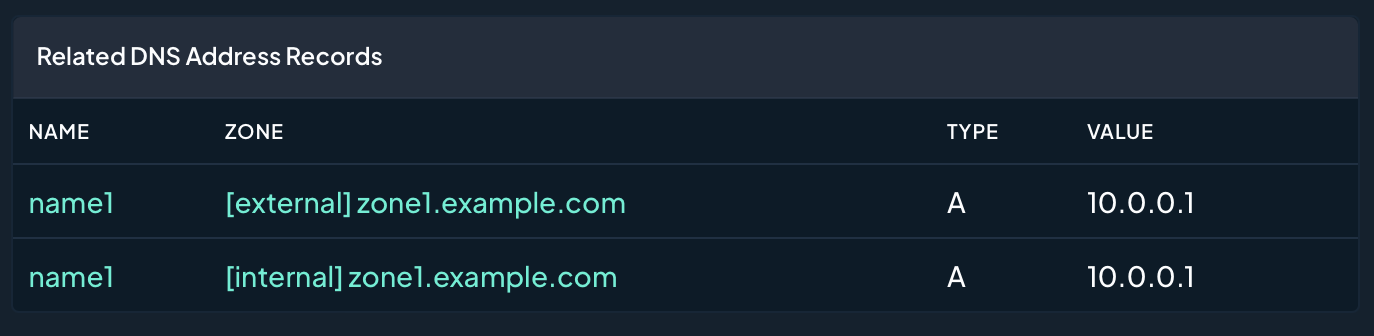 Related DNS Address Records
NAME ZONE TYPE VALUE
name1 [external] zone1.example.com A 10.0.0.1
name1 [internal] zone1.example.com A 10.0.0.1